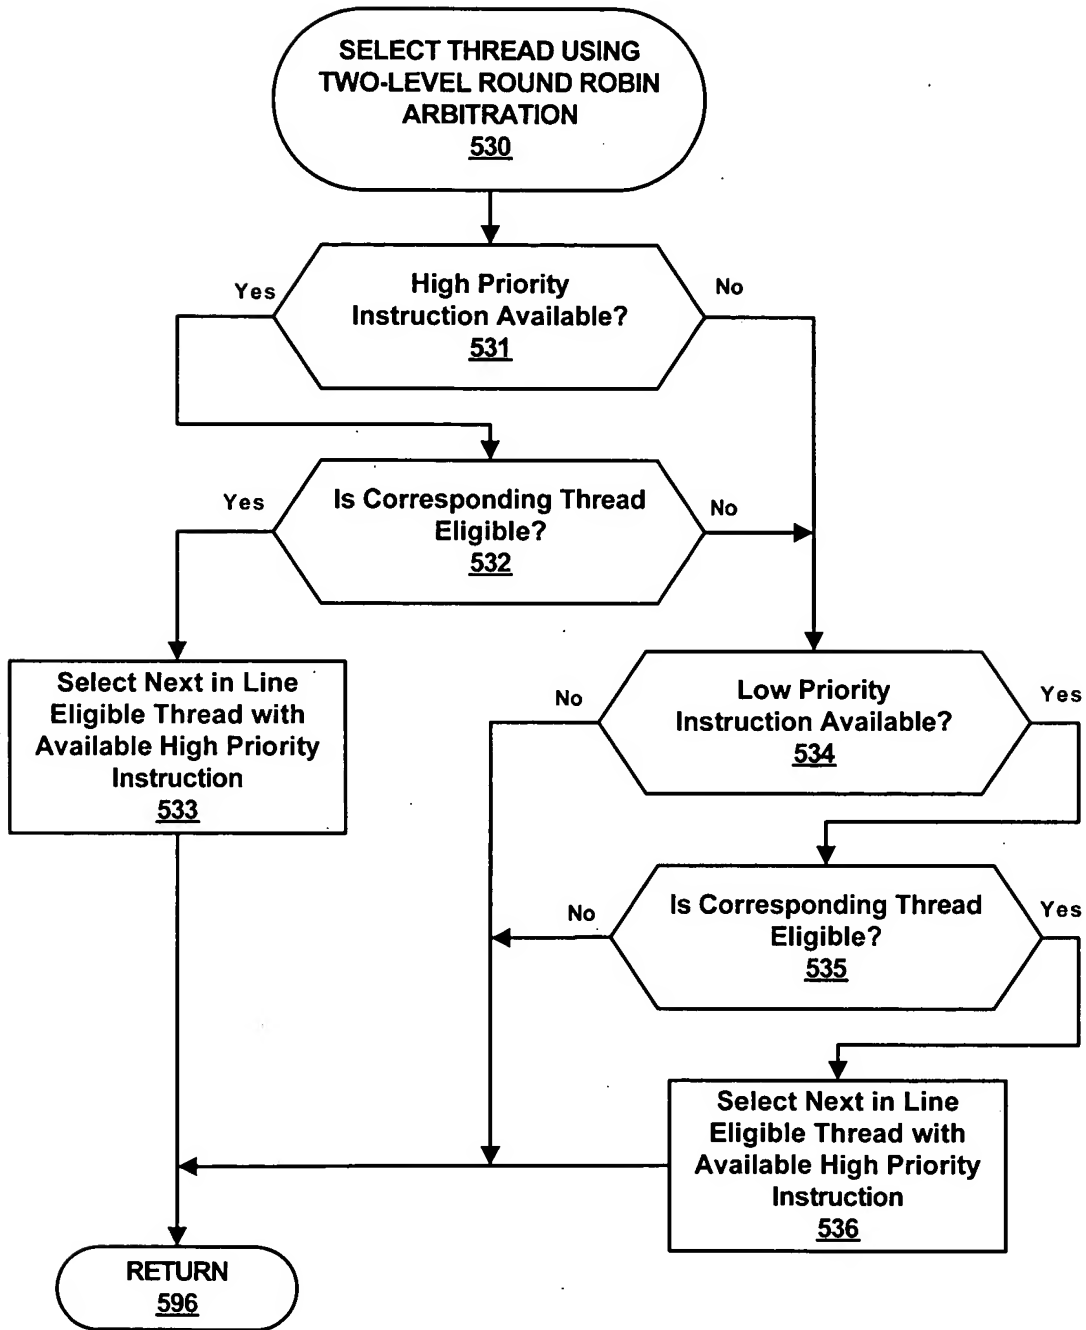 SELECT THREAD USING
TWO-LEVEL ROUND ROBIN
ARBITRATION
530
Yes
High Priority
Instruction Available?
531
No
Yes
Is Corresponding Thread
Eligible?
532
No
Select Next in Line
Eligible Thread with
Available High Priority
Instruction
533
No
Low Priority
Instruction Available?
534
Yes
No
Is Corresponding Thread
Eligible?
535
Yes
Select Next in Line
Eligible Thread with
Available High Priority
Instruction
536
RETURN
596